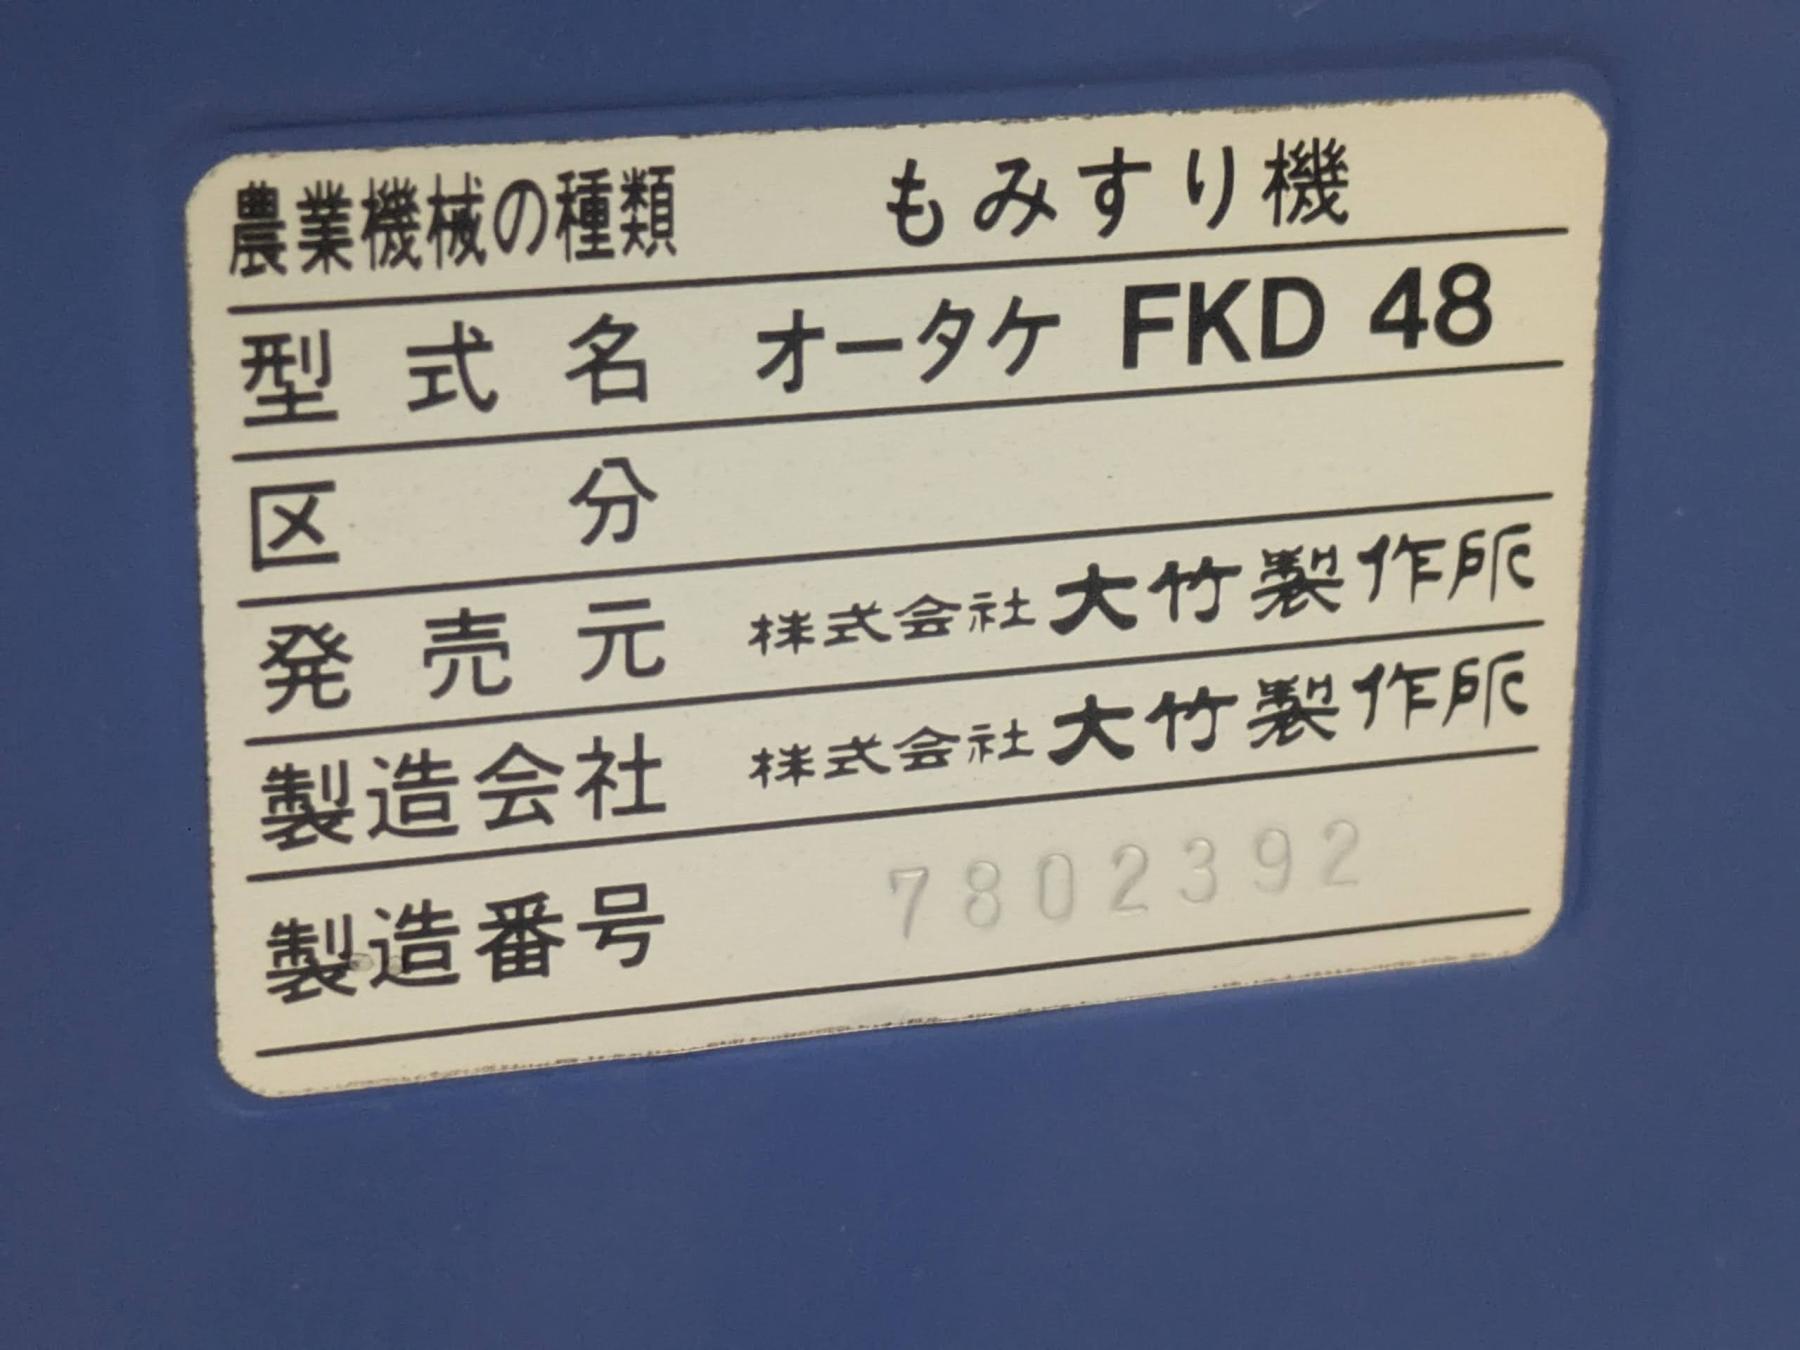 農業機械の種類 もみすり機
型式名 オータケ FKD 48
区分
発売元 株式会社大竹製作所
製造会社 株式会社大竹製作所
製造番号 7802392